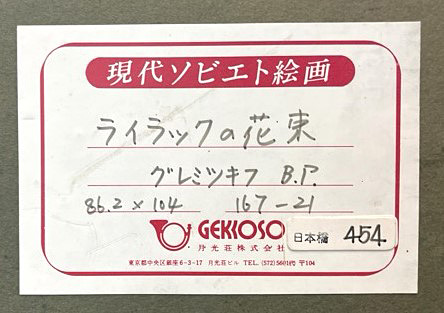 現代ソビエト絵画
ライラックの花束
グレミツキフ B.P.
86.2×104 167-21
GEKKOSO
月光荘株式会
日本橋 454
東京都中央区銀座6-3-17 月光荘ビル TEL. (572)5601代 〒104